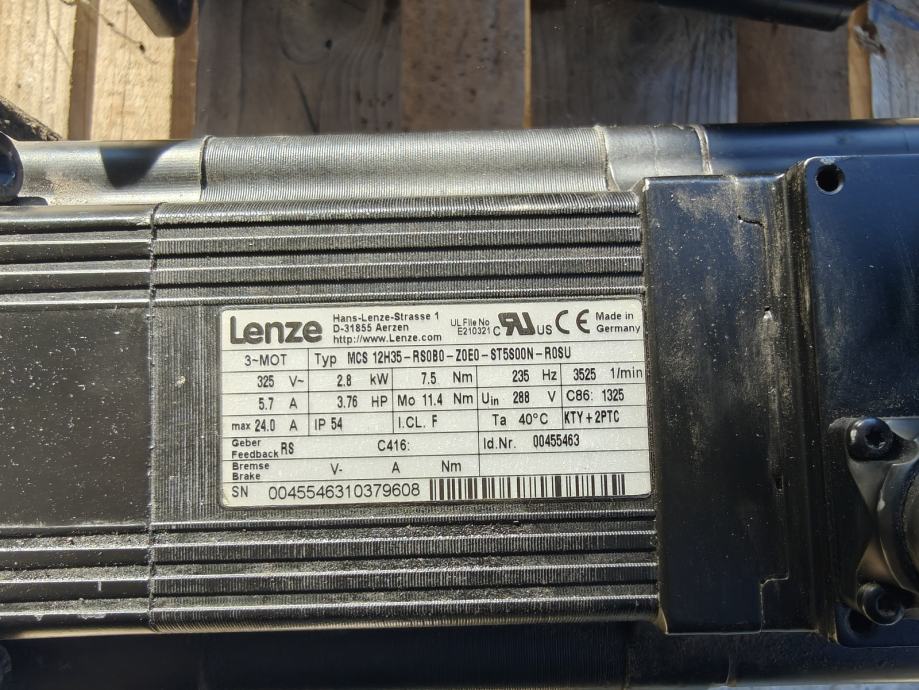 Lenze Hans-Lenze-Strasse 1 D-31855 Aerzen http://www.Lenze.com UL File No E210321 c RU US CE Made in Germany
3~MOT Typ MCS 12H35-RS0B0-Z0E0-ST5S00N-R0SU
325 V~ 2.8 kW 7.5 Nm 235 Hz 3525 1/min
5.7 A 3.76 HP Mo 11.4 Nm Uin 288 V C86: 1325
max 24.0 A IP 54 I.CL. F Ta 40°C KTY+2PTC
Geber Feedback RS C416: Id.Nr. 00455463
Bremse Brake V- A Nm
SN 0045546310379608